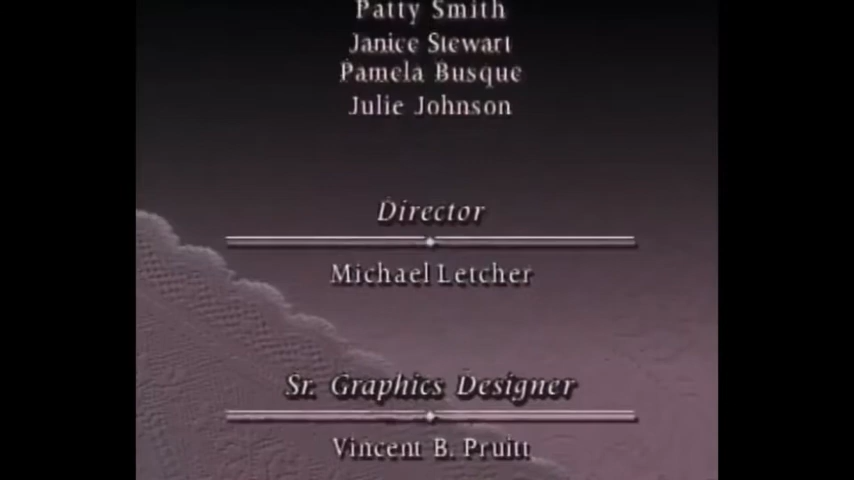 Patty Smith
Janice Stewart
Pamela Busque
Julie Johnson
Director
Michael Letcher
Sr. Graphics Designer
Vincent B. Pruitt